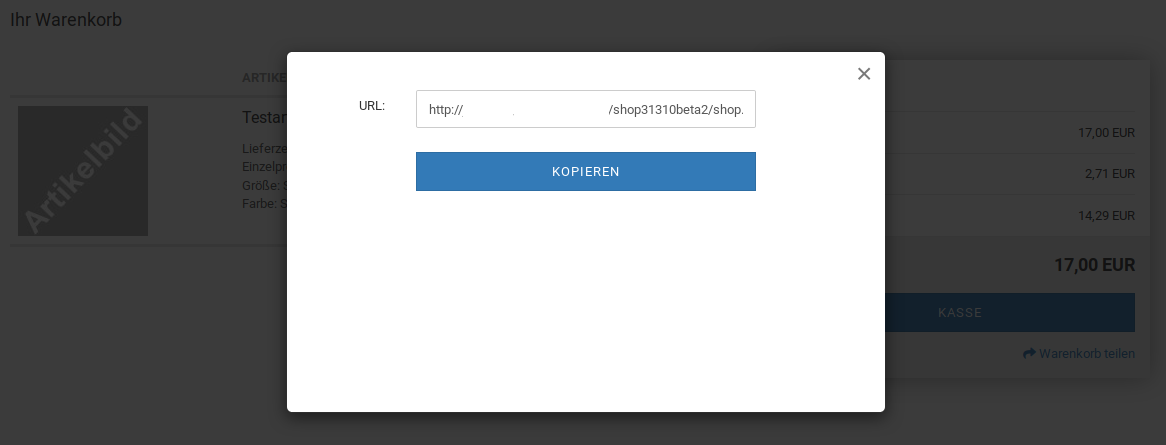 Ihr Warenkorb
ARTIKE
Artikelbild
Testar
Lieferze
Einzelpr
Größe: S
Farbe: S
URL:
http:// /shop31310beta2/shop.
KOPIEREN
17,00 EUR
2,71 EUR
14,29 EUR
17,00 EUR
KASSE
Warenkorb teilen